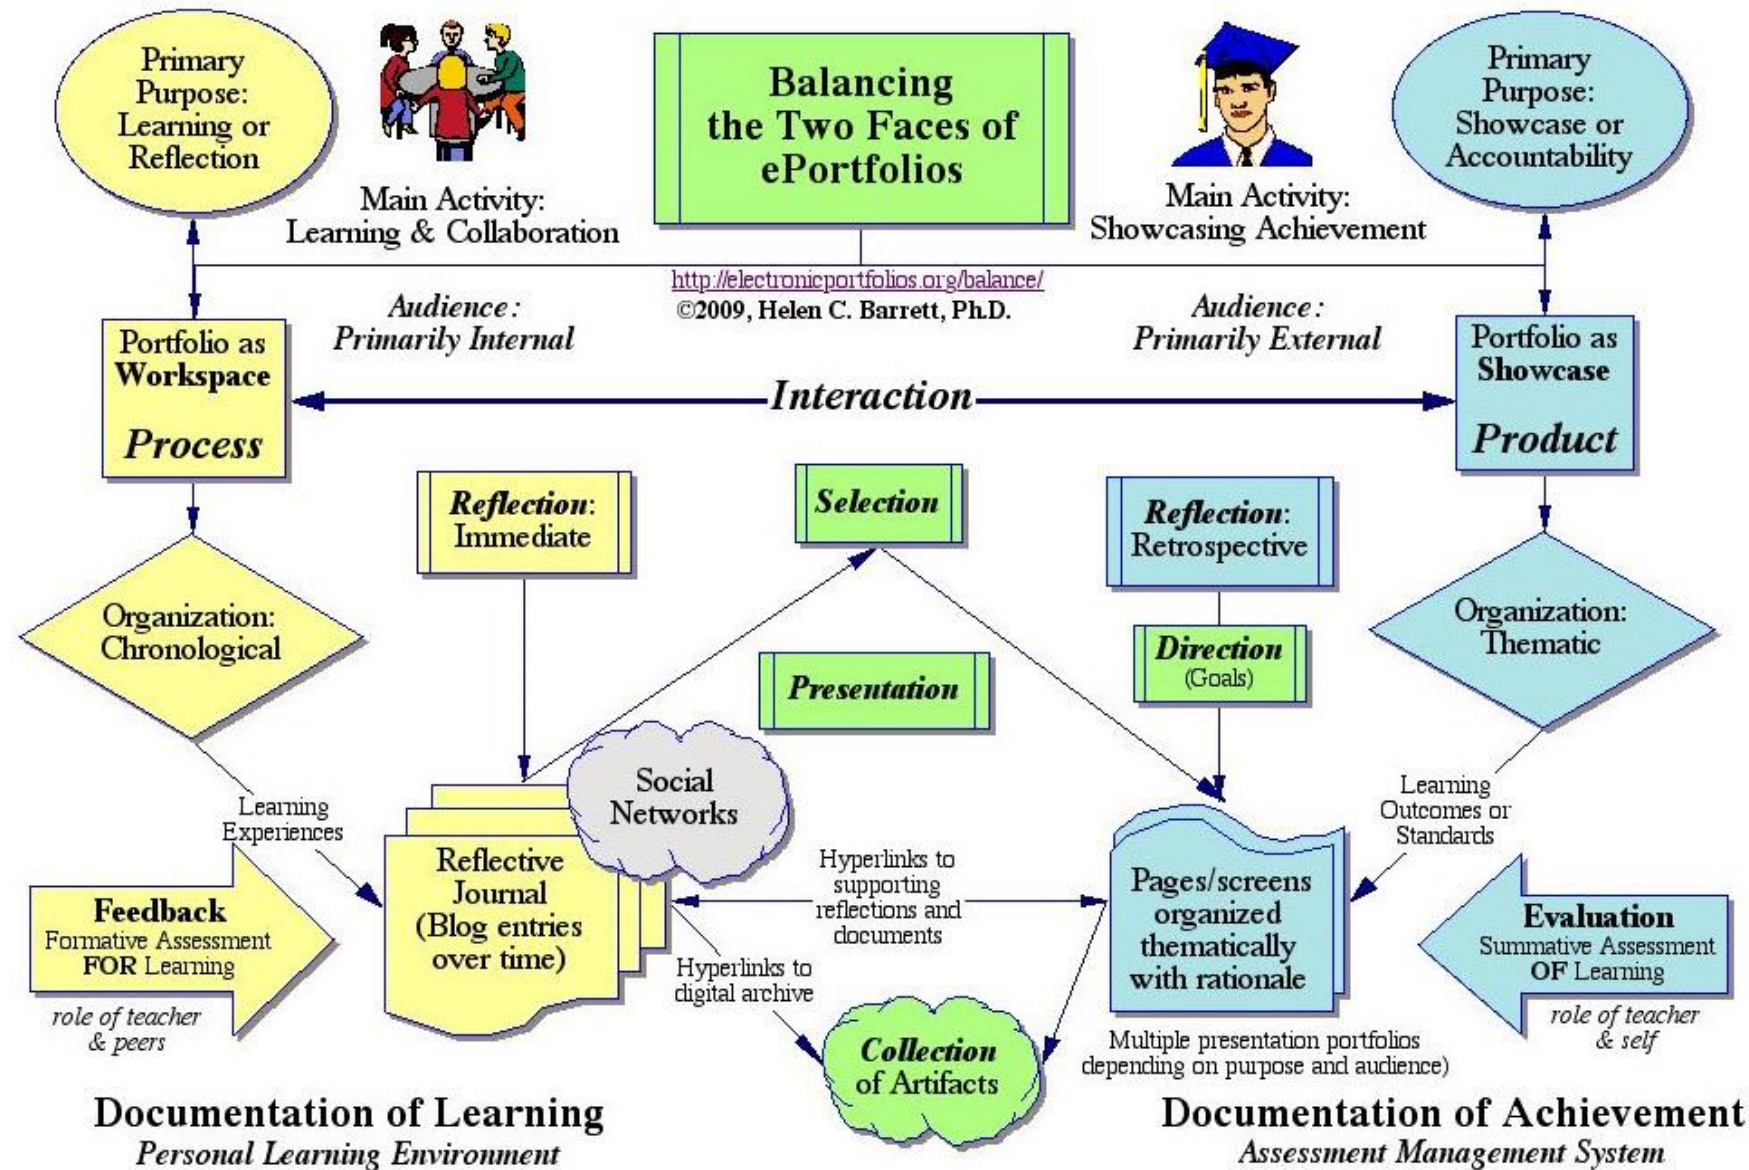 Primary
Purpose:
Learning or
Reflection
Main Activity:
Learning & Collaboration
Balancing
the Two Faces of
ePortfolios
Main Activity:
Showcasing Achievement
Primary
Purpose:
Showcase or
Accountability
http://electronicportfolios.org/balance/
©2009, Helen C. Barrett, Ph.D.
Audience:
Primarily Internal
Audience:
Primarily External
Portfolio as
Workspace
Process
Interaction
Portfolio as
Showcase
Product
Reflection:
Immediate
Selection
Reflection:
Retrospective
Organization:
Chronological
Presentation
Direction
(Goals)
Organization:
Thematic
Social
Networks
Learning
Experiences
Learning
Outcomes or
Standards
Reflective
Journal
(Blog entries
over time)
Hyperlinks to
supporting
reflections and
documents
Pages/screens
organized
thematically
with rationale
Feedback
Formative Assessment
FOR Learning
role of teacher
& peers
Evaluation
Summative Assessment
OF Learning
role of teacher
& self
Hyperlinks to
digital archive
Collection
of Artifacts
Multiple presentation portfolios
depending on purpose and audience)
Documentation of Learning
Personal Learning Environment
Documentation of Achievement
Assessment Management System